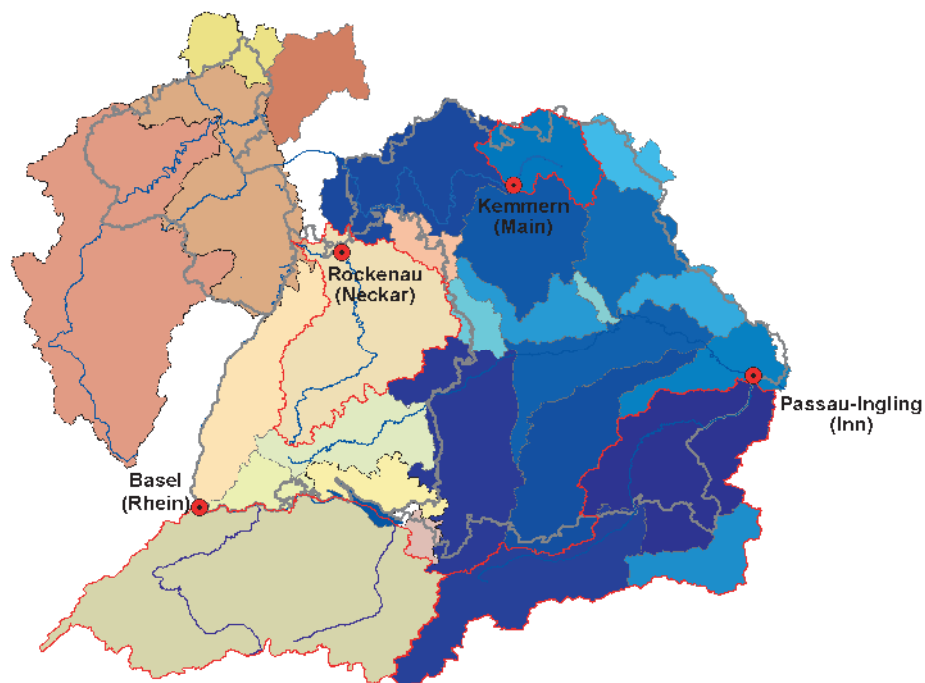 Kemmern
(Main)
Rockenau
(Neckar)
Passau-Ingling
(Inn)
Basel
(Rhein)